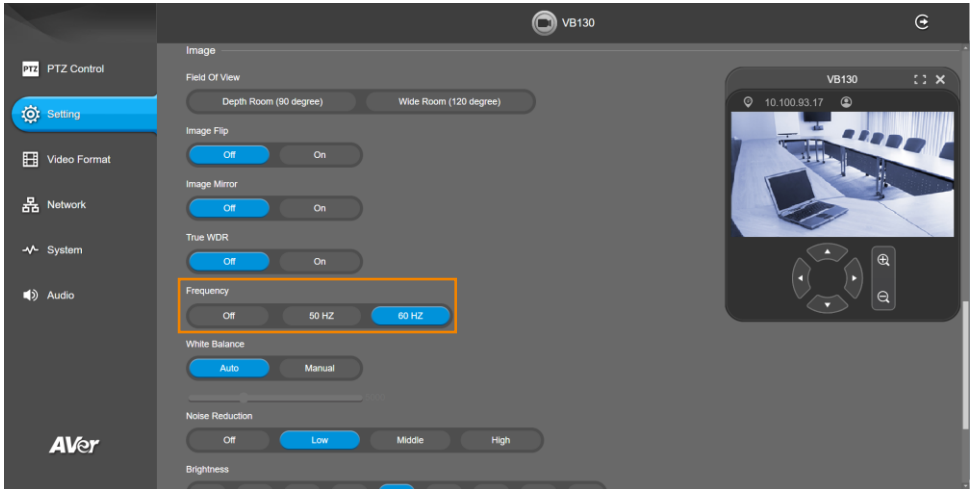 VB130
Image
PTZ PTZ Control
Setting
Video Format
Network
System
Audio
AVer
Field Of View
Depth Room (90 degree) Wide Room (120 degree)
Image Flip
Off On
Image Mirror
Off On
True WDR
Off On
Frequency
Off 50 HZ 60 HZ
White Balance
Auto Manual
Noise Reduction
Off Low Middle High
Brightness
VB130
10.100.93.17